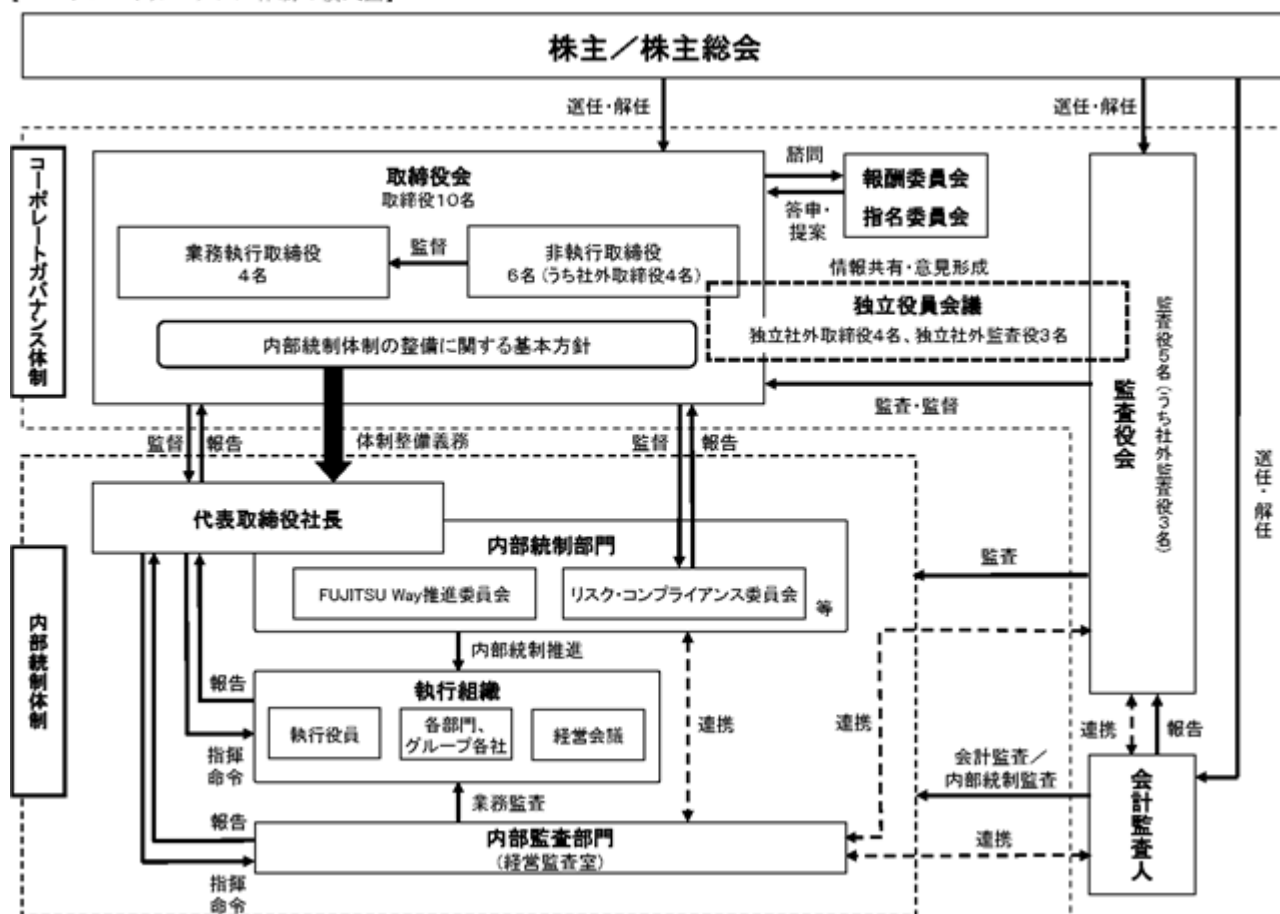 株主／株主総会
選任・解任
選任・解任
コーポレートガバナンス体制
取締役会
取締役10名
諮問
答申・
提案
報酬委員会
指名委員会
業務執行取締役
4名
監督
非執行取締役
6名（うち社外取締役4名）
情報共有・意見形成
独立役員会議
独立社外取締役4名、独立社外監査役3名
内部統制体制の整備に関する基本方針
監査・監督
監査役会
監査役5名（うち社外監査役3名）
選任・解任
監督
報告
体制整備義務
監督
報告
内部統制体制
代表取締役社長
内部統制部門
FUJITSU Way推進委員会
リスク・コンプライアンス委員会
等
監査
内部統制推進
報告
執行組織
執行役員
各部門、
グループ各社
経営会議
指揮
命令
連携
連携
連携
報告
会計監査／
内部統制監査
会計監査人
業務監査
報告
内部監査部門
（経営監査室）
連携
指揮
命令